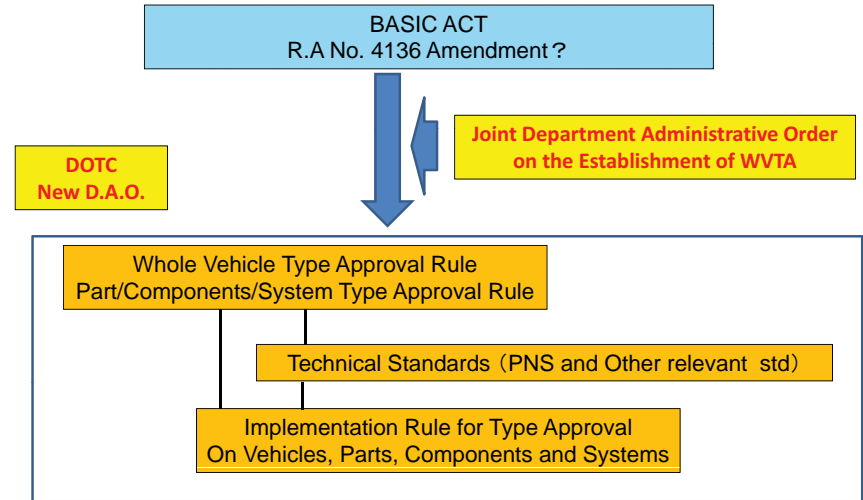 BASIC ACT
R.A No. 4136 Amendment？
Joint Department Administrative Order
on the Establishment of WVTA
DOTC
New D.A.O.
Whole Vehicle Type Approval Rule
Part/Components/System Type Approval Rule
Technical Standards（PNS and Other relevant std）
Implementation Rule for Type Approval
On Vehicles, Parts, Components and Systems